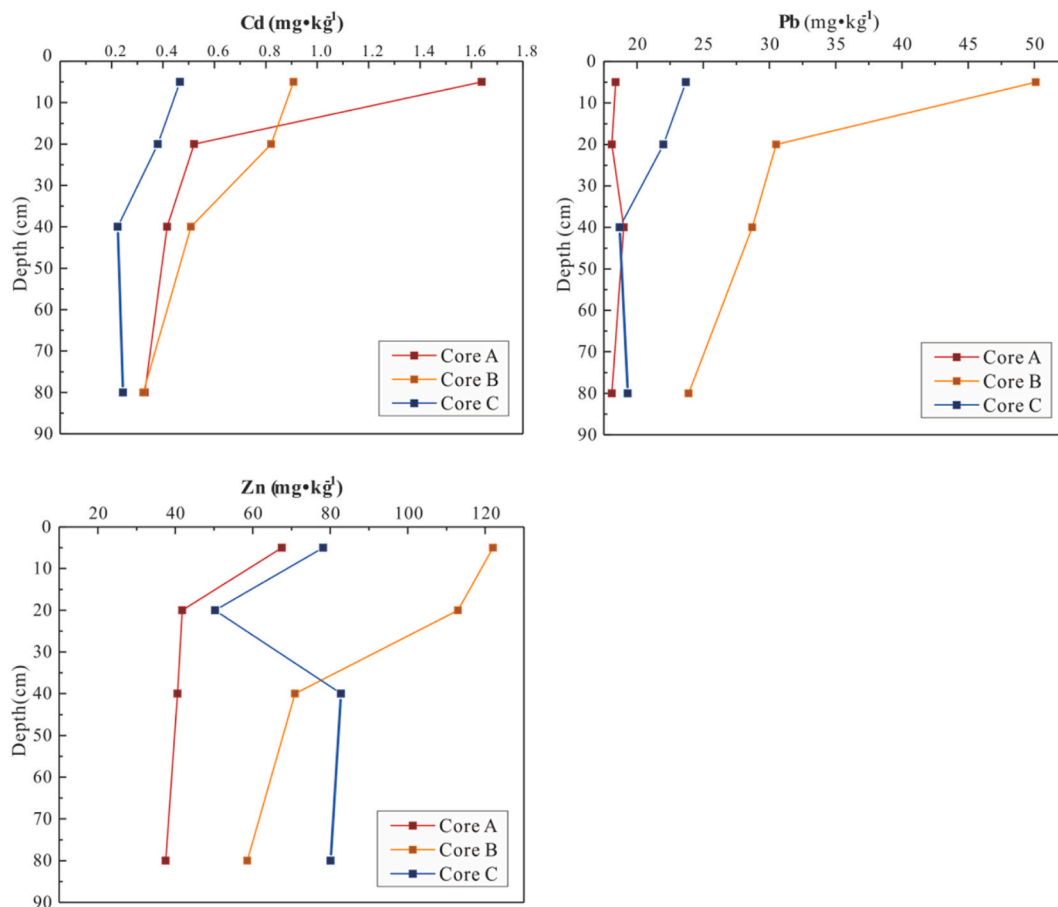 Cd (mg•kg⁻¹)
0.2 0.4 0.6 0.8 1.0 1.2 1.4 1.6 1.8
0
10
20
30
40
50
60
70
80
90
Depth (cm)
Core A
Core B
Core C
Pb (mg•kg⁻¹)
20 25 30 35 40 45 50
0
10
20
30
40
50
60
70
80
90
Depth (cm)
Core A
Core B
Core C
Zn (mg•kg⁻¹)
20 40 60 80 100 120
0
10
20
30
40
50
60
70
80
90
Depth(cm)
Core A
Core B
Core C